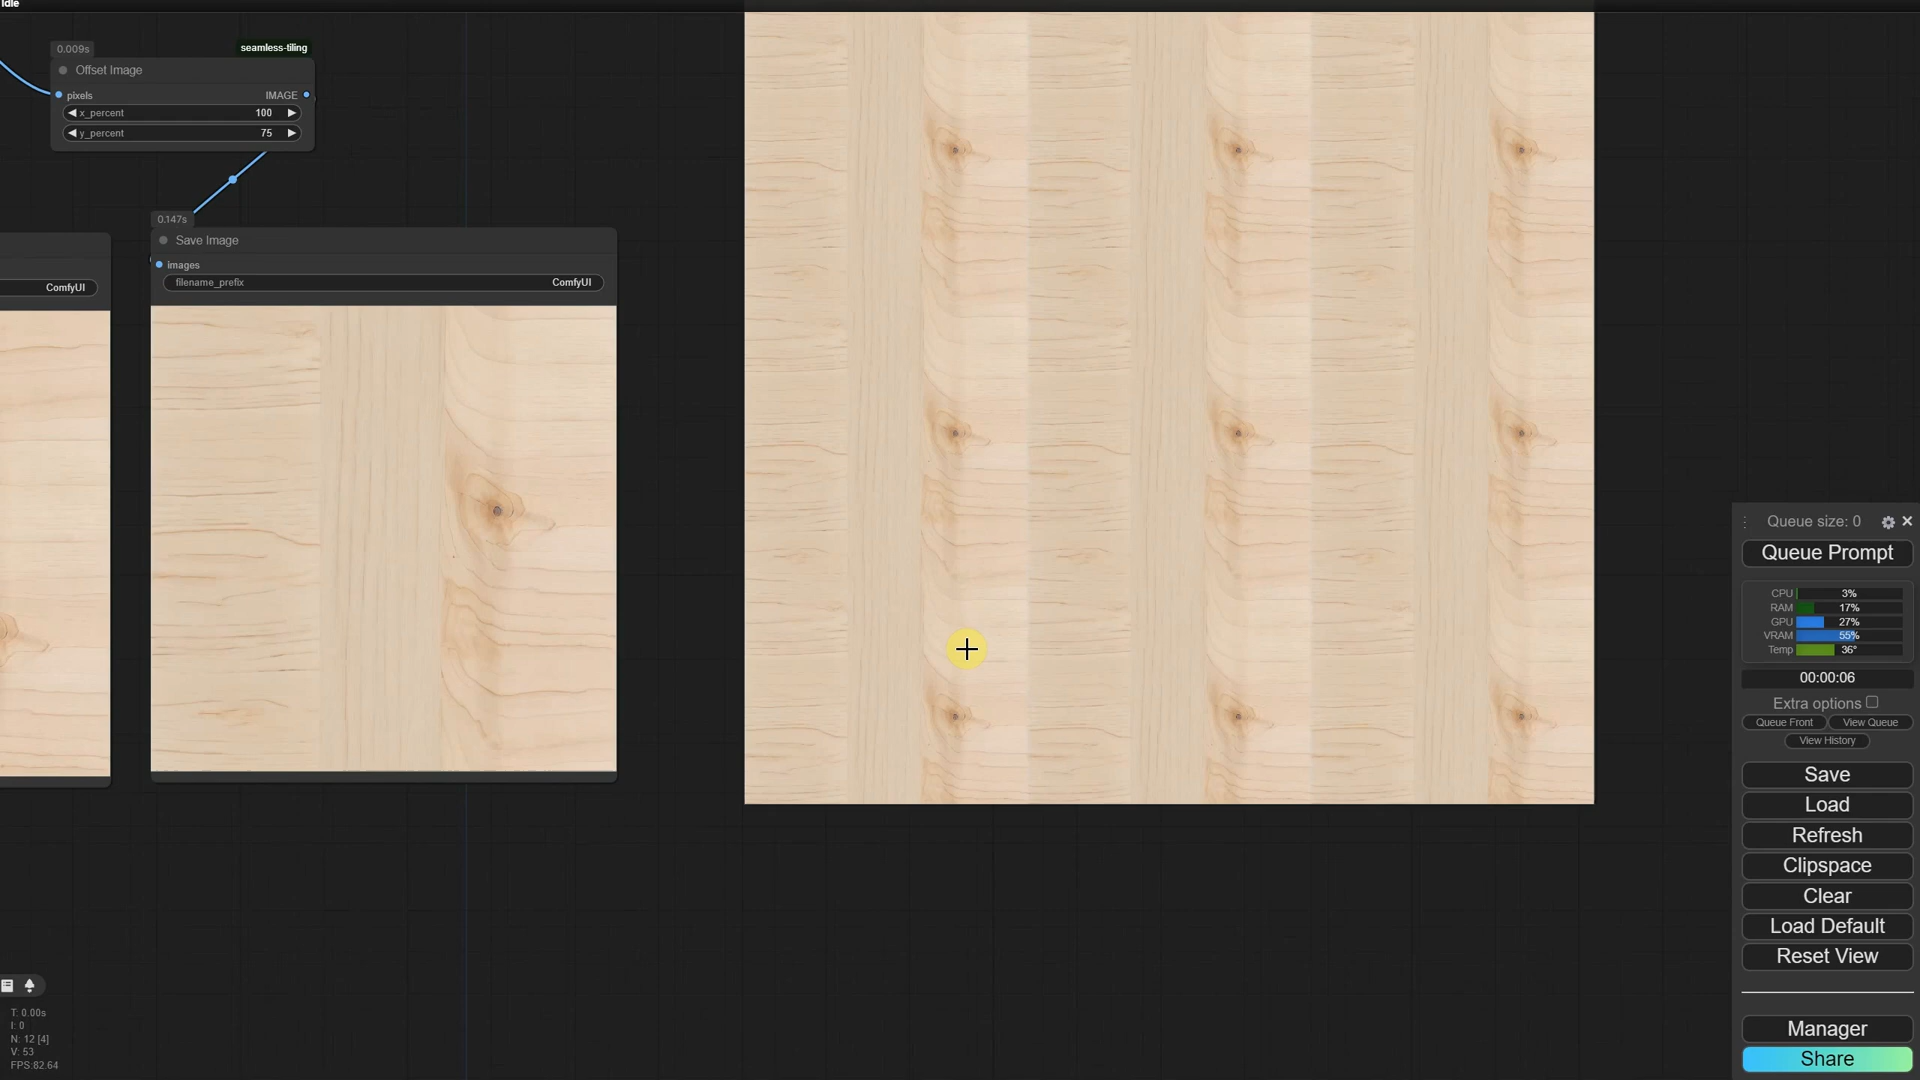 Idle
0.009s
seamless-tiling
Offset Image
pixels
IMAGE
x_percent
100
y_percent
75
0.147s
Save Image
images
filename_prefix
ComfyUI
ComfyUI
Queue size: 0
Queue Prompt
CPU
3%
RAM
17%
GPU
27%
VRAM
55%
Temp
36°
00:00:06
Extra options
Queue Front
View Queue
View History
Save
Load
Refresh
Clipspace
Clear
Load Default
Reset View
Manager
Share
T: 0.00s
I: 0
N: 12 [4]
V: 53
FPS:82.64